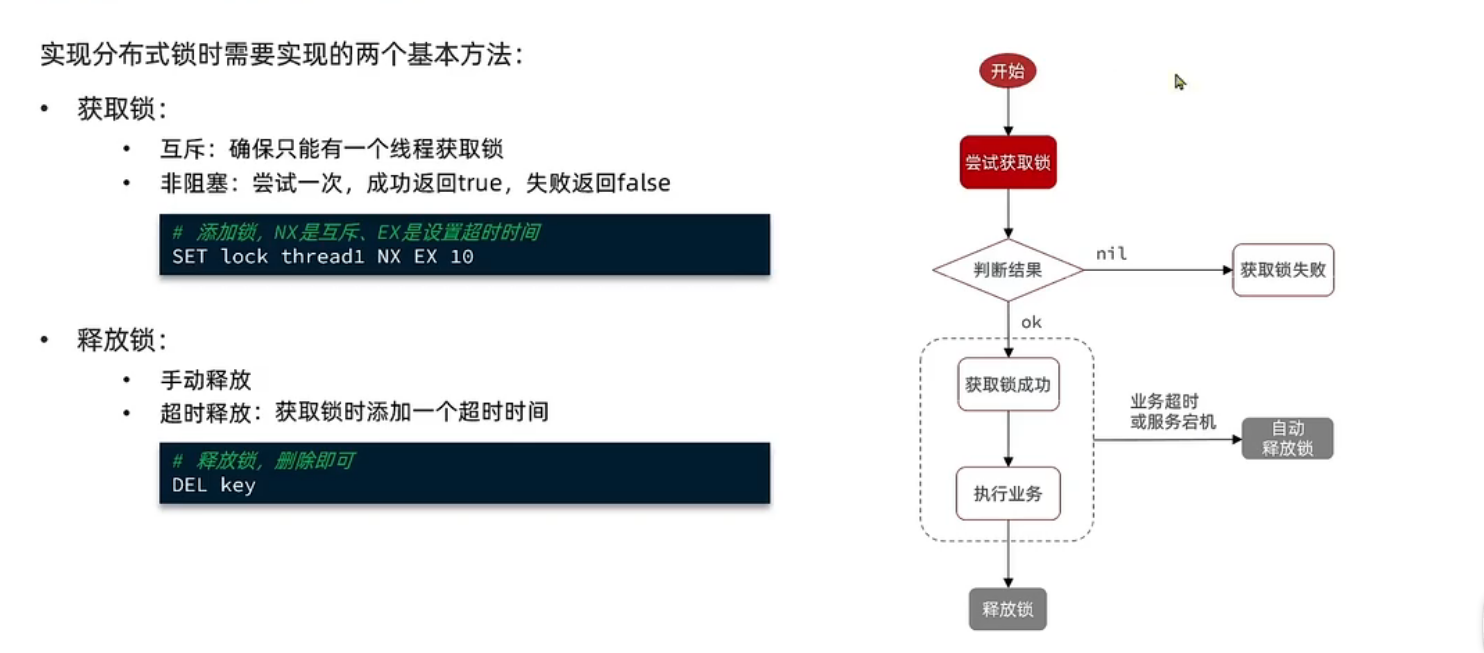 实现分布式锁时需要实现的两个基本方法：
• 获取锁：
• 互斥：确保只能有一个线程获取锁
• 非阻塞：尝试一次，成功返回true，失败返回false
# 添加锁，NX是互斥、EX是设置超时时间
SET lock thread1 NX EX 10
• 释放锁：
• 手动释放
• 超时释放：获取锁时添加一个超时时间
# 释放锁，删除即可
DEL key
开始
尝试获取锁
判断结果
nil
获取锁失败
ok
获取锁成功
执行业务
业务超时
或服务宕机
自动
释放锁
释放锁